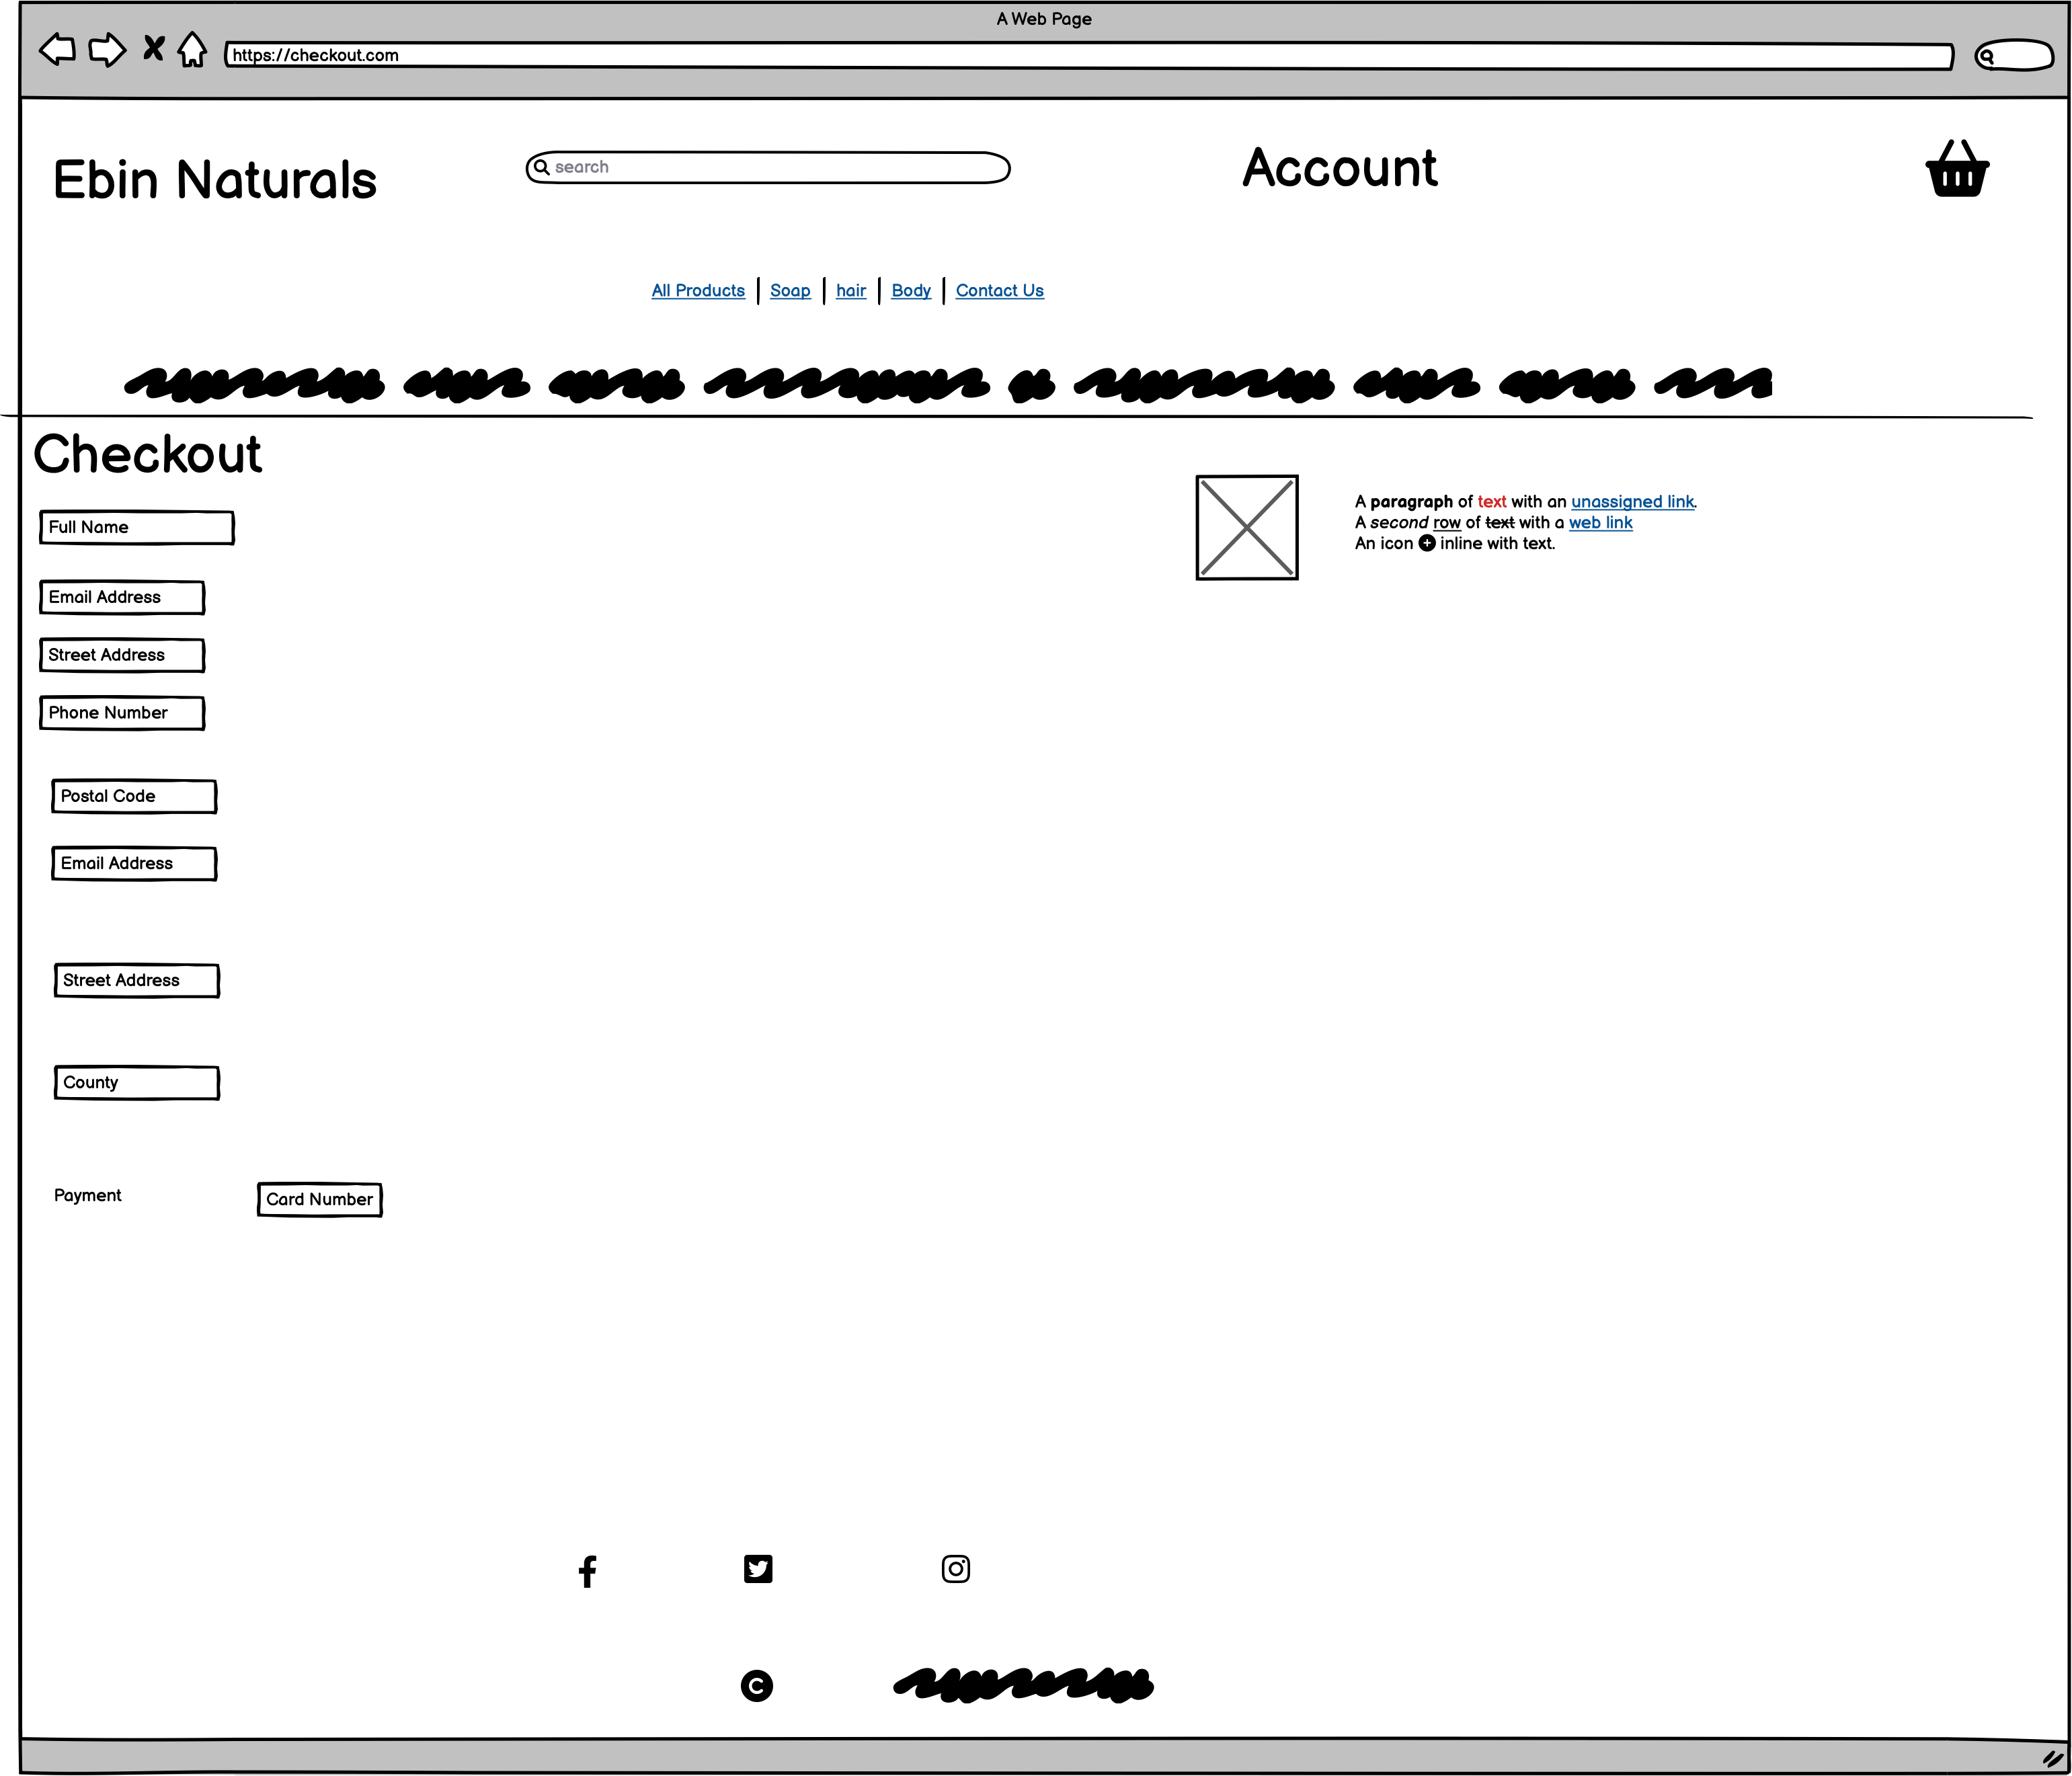 A Web Page
https://checkout.com
Ebin Naturals
search
Account
All Products | Soap | hair | Body | Contact Us
Checkout
Full Name
Email Address
Street Address
Phone Number
Postal Code
Email Address
Street Address
County
Payment
Card Number
A paragraph of text with an unassigned link.
A second row of text with a web link
An icon inline with text.